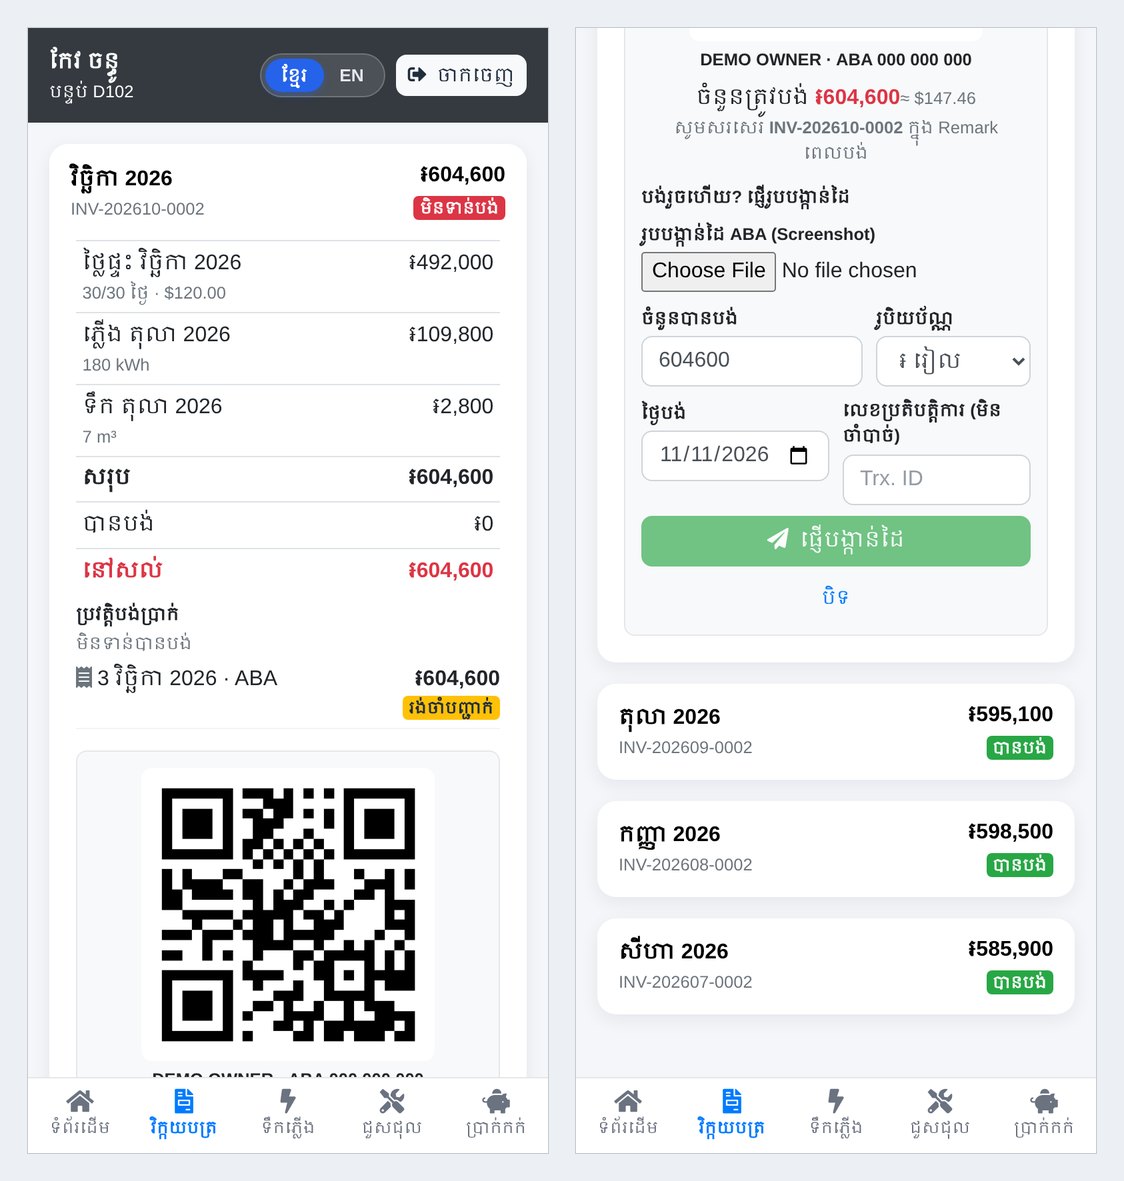 កែវ ចន្ធូ
បន្ទប់ D102
ខ្មែរ
EN
ចាកចេញ
វិច្ឆិកា 2026
៛604,600
INV-202610-0002
មិនទាន់បង់
ថ្លៃផ្ទះ វិច្ឆិកា 2026
៛492,000
30/30 ថ្ងៃ · $120.00
ភ្លើង តុលា 2026
៛109,800
180 kWh
ទឹក តុលា 2026
៛2,800
7 m³
សរុប
៛604,600
បានបង់
៛0
នៅសល់
៛604,600
ប្រវត្តិបង់ប្រាក់
មិនទាន់បានបង់
3 វិច្ឆិកា 2026 · ABA
៛604,600
រង់ចាំបញ្ជាក់
DEMO OWNER · ABA 000 000 000
ទំព័រដើម
វិក្កយបត្រ
ទឹកភ្លើង
ជួសជុល
ប្រាក់កក់
DEMO OWNER · ABA 000 000 000
ចំនួនត្រូវបង់ ៛604,600≈ $147.46
សូមសរសេរ INV-202610-0002 ក្នុង Remark
ពេលបង់
បង់រួចហើយ? ផ្ញើរូបបង្កាន់ដៃ
រូបបង្កាន់ដៃ ABA (Screenshot)
Choose File No file chosen
ចំនួនបានបង់
រូបិយប័ណ្ណ
604600
៛ រៀល
ថ្ងៃបង់
លេខប្រតិបត្តិការ (មិន
ចាំបាច់)
11/11/2026
Trx. ID
ផ្ញើបង្កាន់ដៃ
បិទ
តុលា 2026
៛595,100
INV-202609-0002
បានបង់
កញ្ញា 2026
៛598,500
INV-202608-0002
បានបង់
សីហា 2026
៛585,900
INV-202607-0002
បានបង់
ទំព័រដើម
វិក្កយបត្រ
ទឹកភ្លើង
ជួសជុល
ប្រាក់កក់